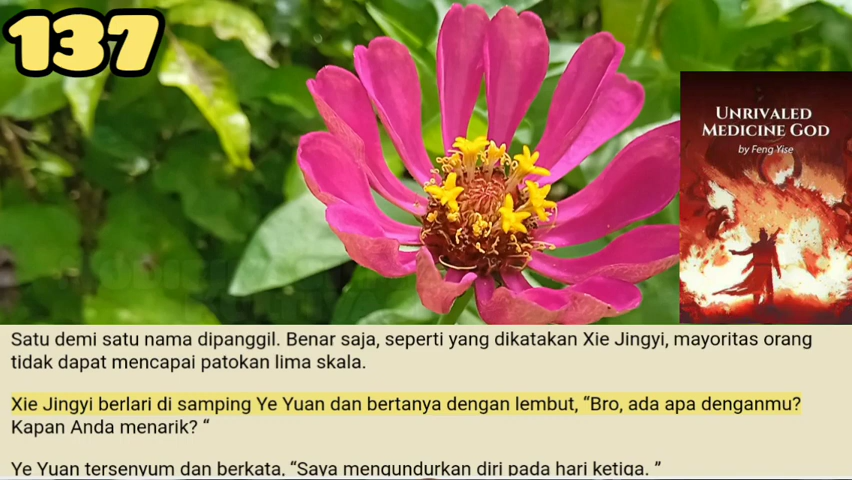 137
UNRIVALED
MEDICINE GOD
by Feng Yise
Satu demi satu nama dipanggil. Benar saja, seperti yang dikatakan Xie Jingyi, mayoritas orang
tidak dapat mencapai patokan lima skala.
Xie Jingyi berlari di samping Ye Yuan dan bertanya dengan lembut, “Bro, ada apa denganmu?
Kapan Anda menarik? “
Ye Yuan tersenyum dan berkata, “Saya mengundurkan diri pada hari ketiga. ”